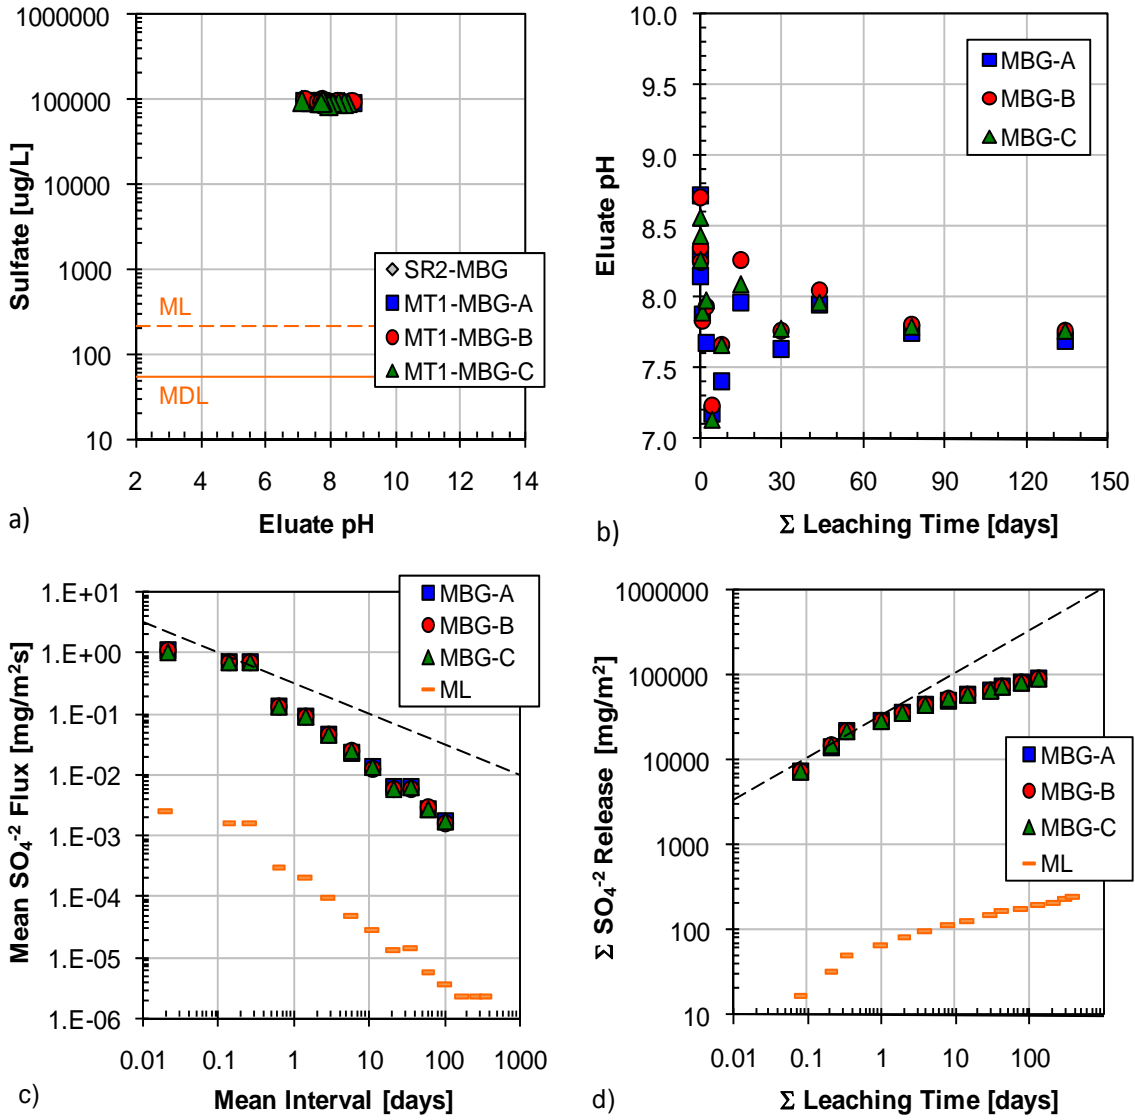 1000000
100000
10000
1000
100
10
Sulfate [ug/L]
ML
MDL
SR2-MBG
MT1-MBG-A
MT1-MBG-B
MT1-MBG-C
2 4 6 8 10 12 14
Eluate pH
a)
10.0
9.5
9.0
8.5
8.0
7.5
7.0
Eluate pH
MBG-A
MBG-B
MBG-C
0 30 60 90 120 150
Σ Leaching Time [days]
b)
1.E+01
1.E+00
1.E-01
1.E-02
1.E-03
1.E-04
1.E-05
1.E-06
Mean SO₄⁻² Flux [mg/m²s]
MBG-A
MBG-B
MBG-C
ML
0.01 0.1 1 10 100 1000
Mean Interval [days]
c)
1000000
100000
10000
1000
100
10
Σ SO₄⁻² Release [mg/m²]
MBG-A
MBG-B
MBG-C
ML
0.01 0.1 1 10 100
Σ Leaching Time [days]
d)